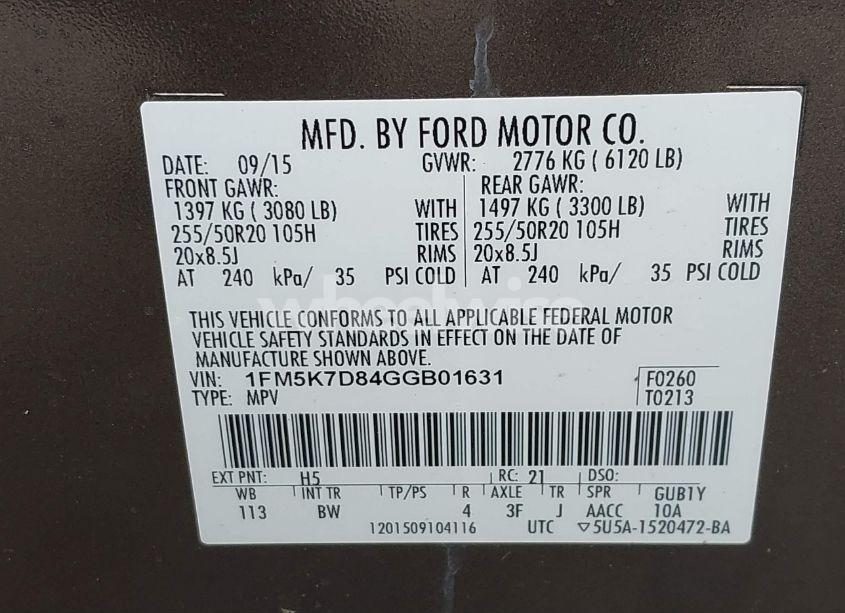 MFD. BY FORD MOTOR CO.
DATE: 09/15 GVWR: 2776 KG ( 6120 LB)
FRONT GAWR: REAR GAWR:
1397 KG ( 3080 LB) WITH 1497 KG ( 3300 LB) WITH
255/50R20 105H TIRES 255/50R20 105H TIRES
20x8.5J RIMS 20x8.5J RIMS
AT 240 kPa/ 35 PSI COLD AT 240 kPa/ 35 PSI COLD
THIS VEHICLE CONFORMS TO ALL APPLICABLE FEDERAL MOTOR
VEHICLE SAFETY STANDARDS IN EFFECT ON THE DATE OF
MANUFACTURE SHOWN ABOVE.
VIN: 1FM5K7D84GGB01631 F0260
TYPE: MPV T0213
EXT PNT: H5 RC: 21 DSO:
WB INT TR TP/PS R AXLE TR SPR GUB1Y
113 BW 4 3F J AACC 10A
1201509104116 UTC ▽5U5A-1520472-BA